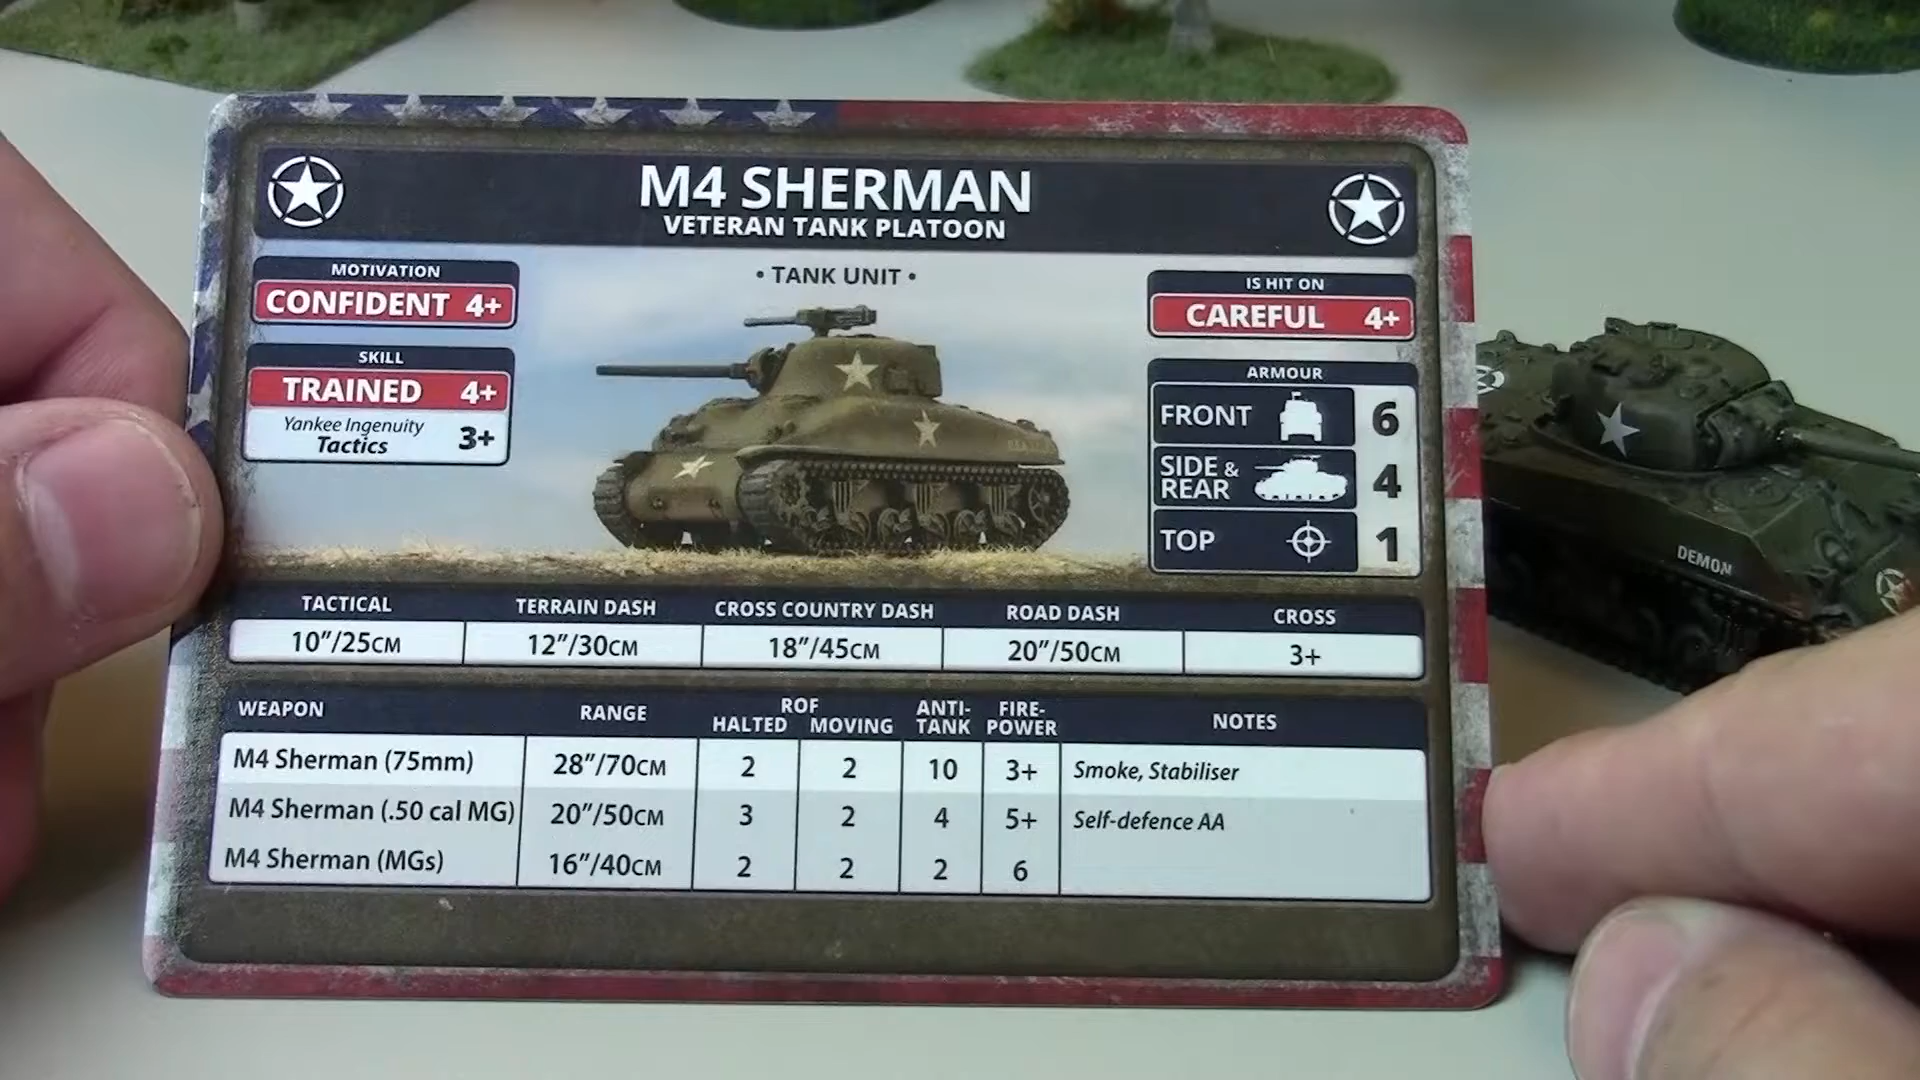 M4 SHERMAN
VETERAN TANK PLATOON
• TANK UNIT •
MOTIVATION
CONFIDENT 4+
SKILL
TRAINED 4+
Yankee Ingenuity
Tactics 3+
IS HIT ON
CAREFUL 4+
ARMOUR
FRONT 6
SIDE &
REAR 4
TOP 1
DEMON
TACTICAL TERRAIN DASH CROSS COUNTRY DASH ROAD DASH CROSS
10"/25CM 12"/30CM 18"/45CM 20"/50CM 3+
WEAPON RANGE ROF HALTED MOVING ANTI-TANK FIRE-POWER NOTES
M4 Sherman (75mm) 28"/70CM 2 2 10 3+ Smoke, Stabiliser
M4 Sherman (.50 cal MG) 20"/50CM 3 2 4 5+ Self-defence AA
M4 Sherman (MGs) 16"/40CM 2 2 2 6